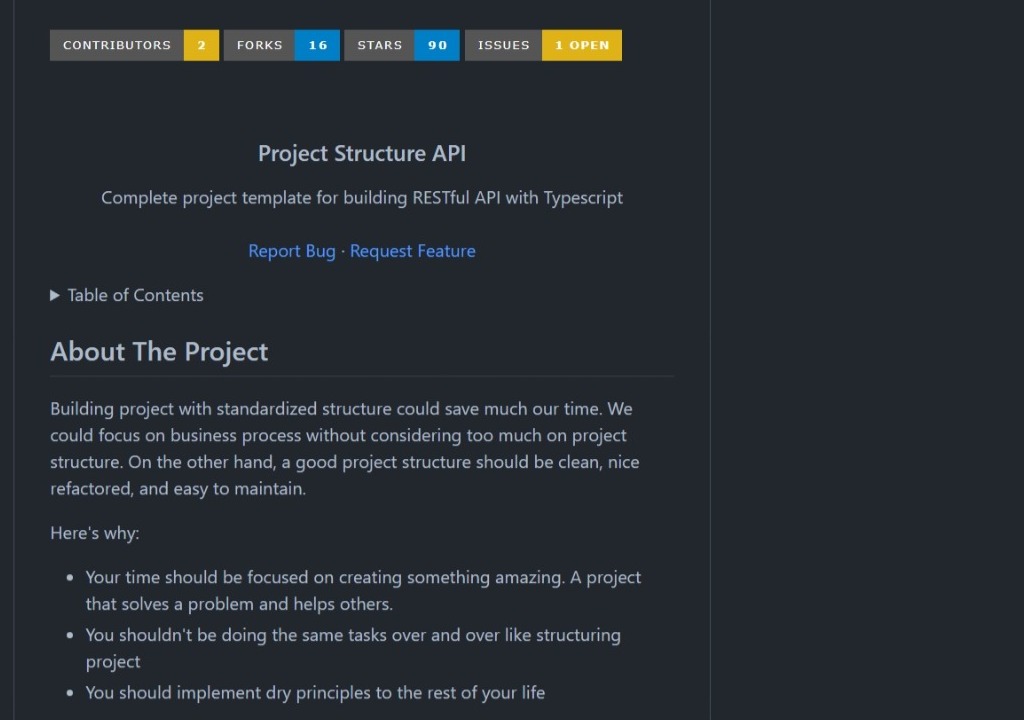 CONTRIBUTORS 2 FORKS 16 STARS 90 ISSUES 1 OPEN
Project Structure API
Complete project template for building RESTful API with Typescript
Report Bug · Request Feature
Table of Contents
About The Project
Building project with standardized structure could save much our time. We
could focus on business process without considering too much on project
structure. On the other hand, a good project structure should be clean, nice
refactored, and easy to maintain.
Here's why:
Your time should be focused on creating something amazing. A project
that solves a problem and helps others.
You shouldn't be doing the same tasks over and over like structuring
project
You should implement dry principles to the rest of your life